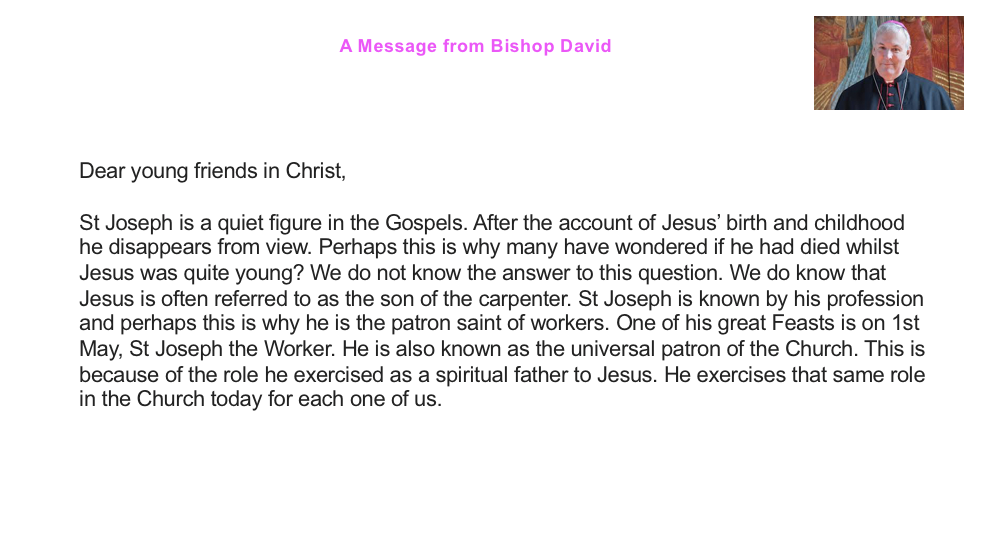 A Message from Bishop David
Dear young friends in Christ,
St Joseph is a quiet figure in the Gospels. After the account of Jesus’ birth and childhood
he disappears from view. Perhaps this is why many have wondered if he had died whilst
Jesus was quite young? We do not know the answer to this question. We do know that
Jesus is often referred to as the son of the carpenter. St Joseph is known by his profession
and perhaps this is why he is the patron saint of workers. One of his great Feasts is on 1st
May, St Joseph the Worker. He is also known as the universal patron of the Church. This is
because of the role he exercised as a spiritual father to Jesus. He exercises that same role
in the Church today for each one of us.